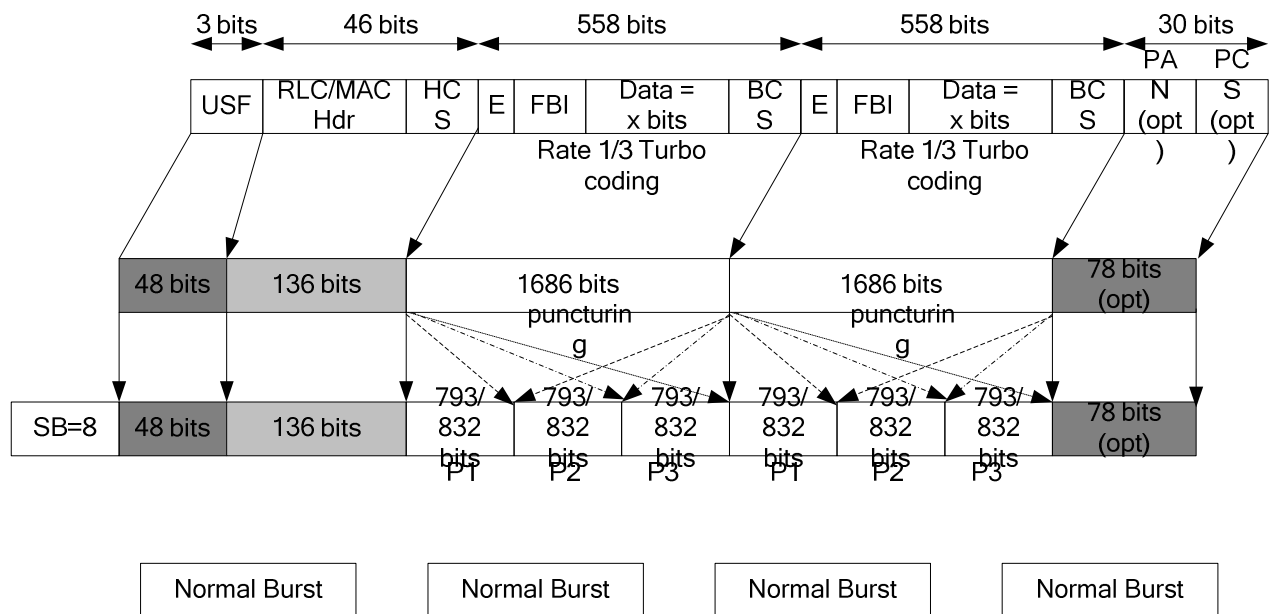 3 bits
46 bits
558 bits
558 bits
30 bits
USF
RLC/MAC
Hdr
HC
S
E
FBI
Data =
x bits
BC
S
E
FBI
Data =
x bits
BC
S
PA
N
(opt
)
PC
S
(opt
)
Rate 1/3 Turbo
coding
Rate 1/3 Turbo
coding
48 bits
136 bits
1686 bits
puncturin
g
1686 bits
puncturin
g
78 bits
(opt)
SB=8
48 bits
136 bits
793/
832
bits
P1
793/
832
bits
P2
793/
832
bits
P3
793/
832
bits
P1
793/
832
bits
P2
793/
832
bits
P3
78 bits
(opt)
Normal Burst
Normal Burst
Normal Burst
Normal Burst